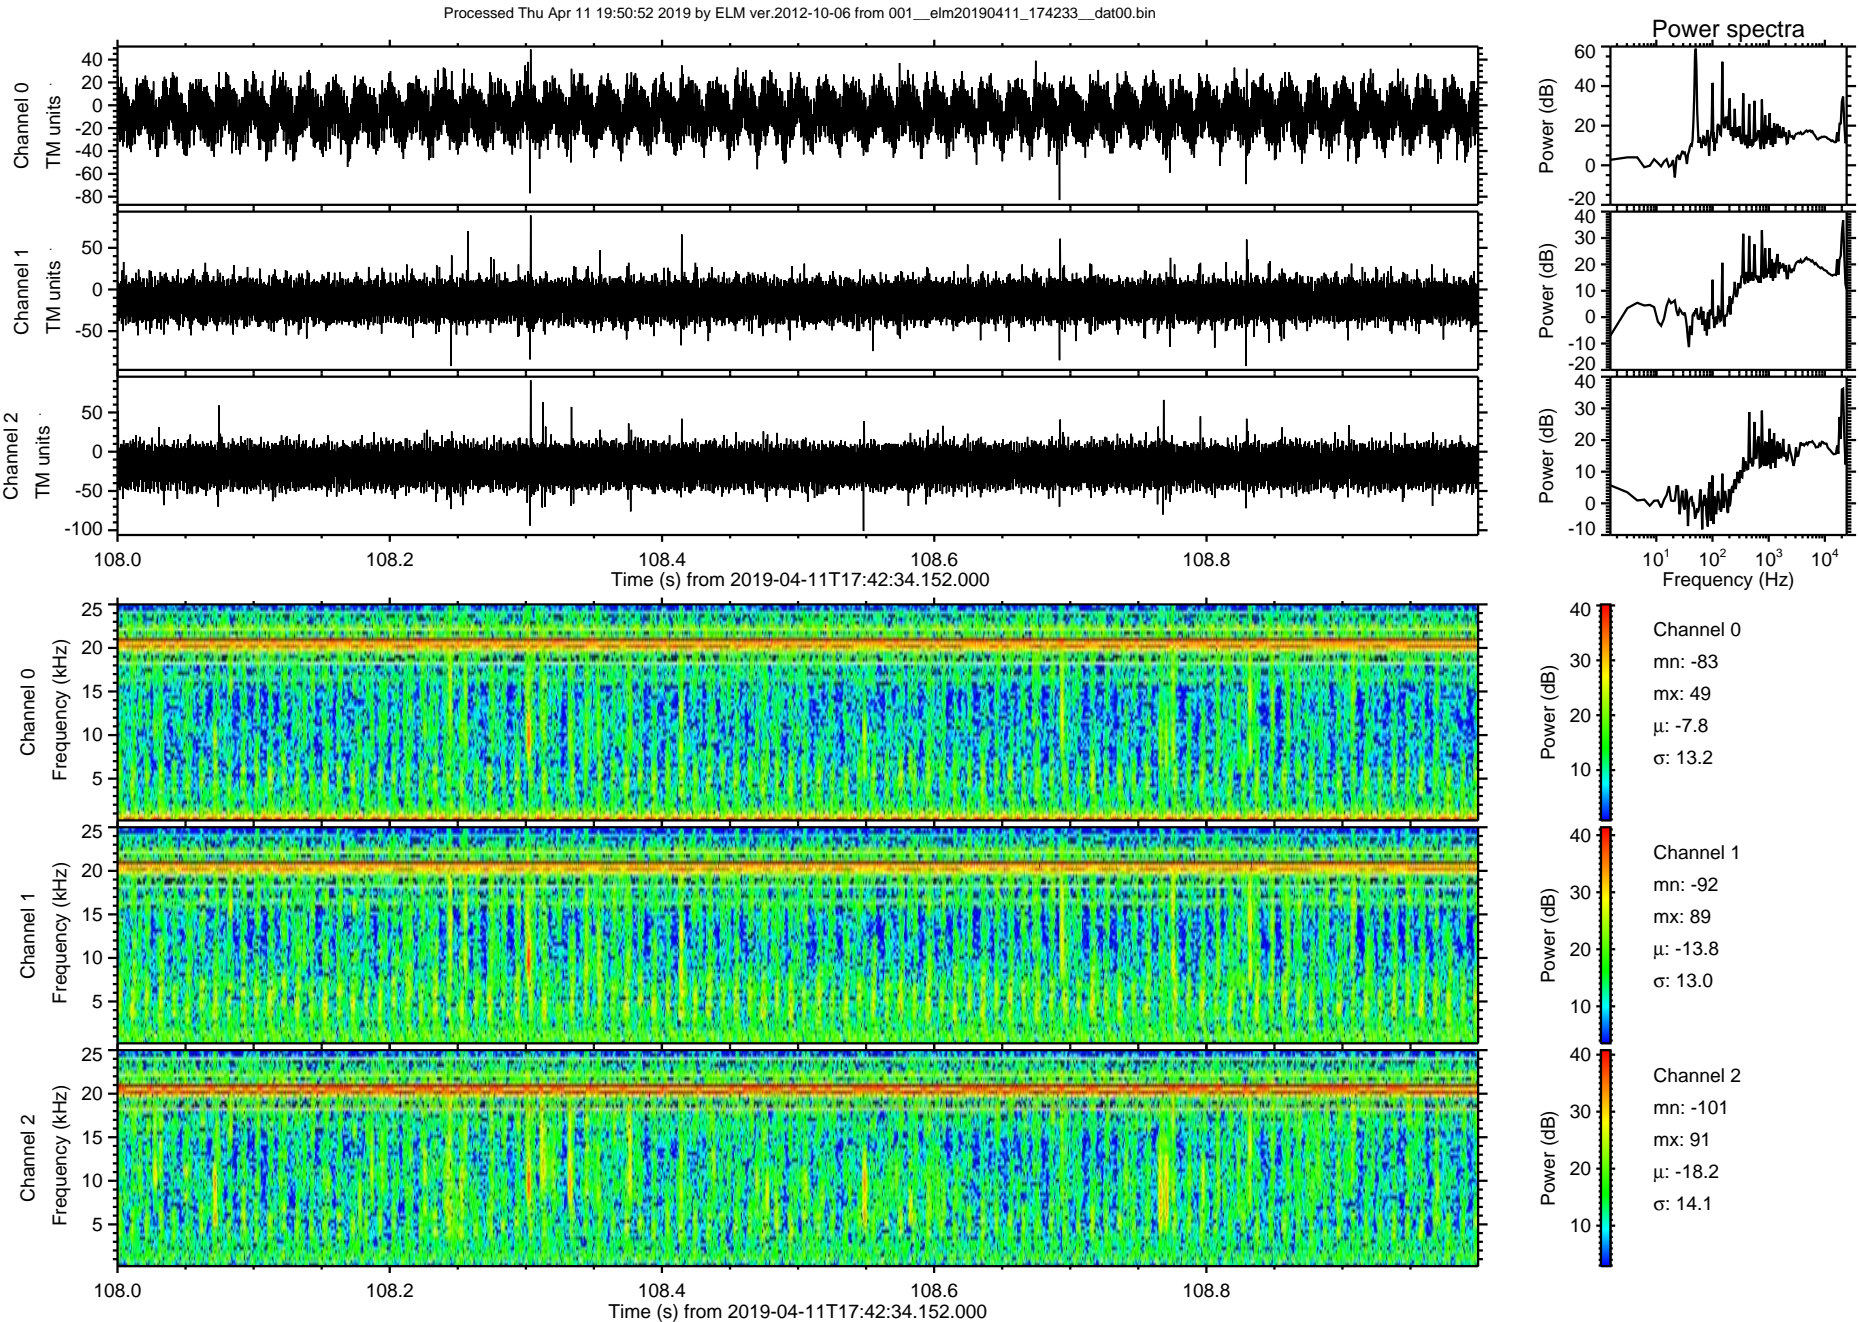 Processed Thu Apr 11 19:50:52 2019 by ELM ver.2012-10-06 from 001__elm20190411_174233__dat00.bin
Power spectra
Channel 0
TM units
40
20
0
-20
-40
-60
-80
Power (dB)
60
40
20
0
-20
Channel 1
TM units
50
0
-50
Power (dB)
40
30
20
10
0
-10
-20
Channel 2
TM units
50
0
-50
-100
Power (dB)
40
30
20
10
0
-10
108.0 108.2 108.4 108.6 108.8
Time (s) from 2019-04-11T17:42:34.152.000
10^1 10^2 10^3 10^4
Frequency (Hz)
Channel 0
Frequency (kHz)
25
20
15
10
5
Power (dB)
40
30
20
10
Channel 0
mn: -83
mx: 49
μ: -7.8
σ: 13.2
Channel 1
Frequency (kHz)
25
20
15
10
5
Power (dB)
40
30
20
10
Channel 1
mn: -92
mx: 89
μ: -13.8
σ: 13.0
Channel 2
Frequency (kHz)
25
20
15
10
5
Power (dB)
40
30
20
10
Channel 2
mn: -101
mx: 91
μ: -18.2
σ: 14.1
108.0 108.2 108.4 108.6 108.8
Time (s) from 2019-04-11T17:42:34.152.000